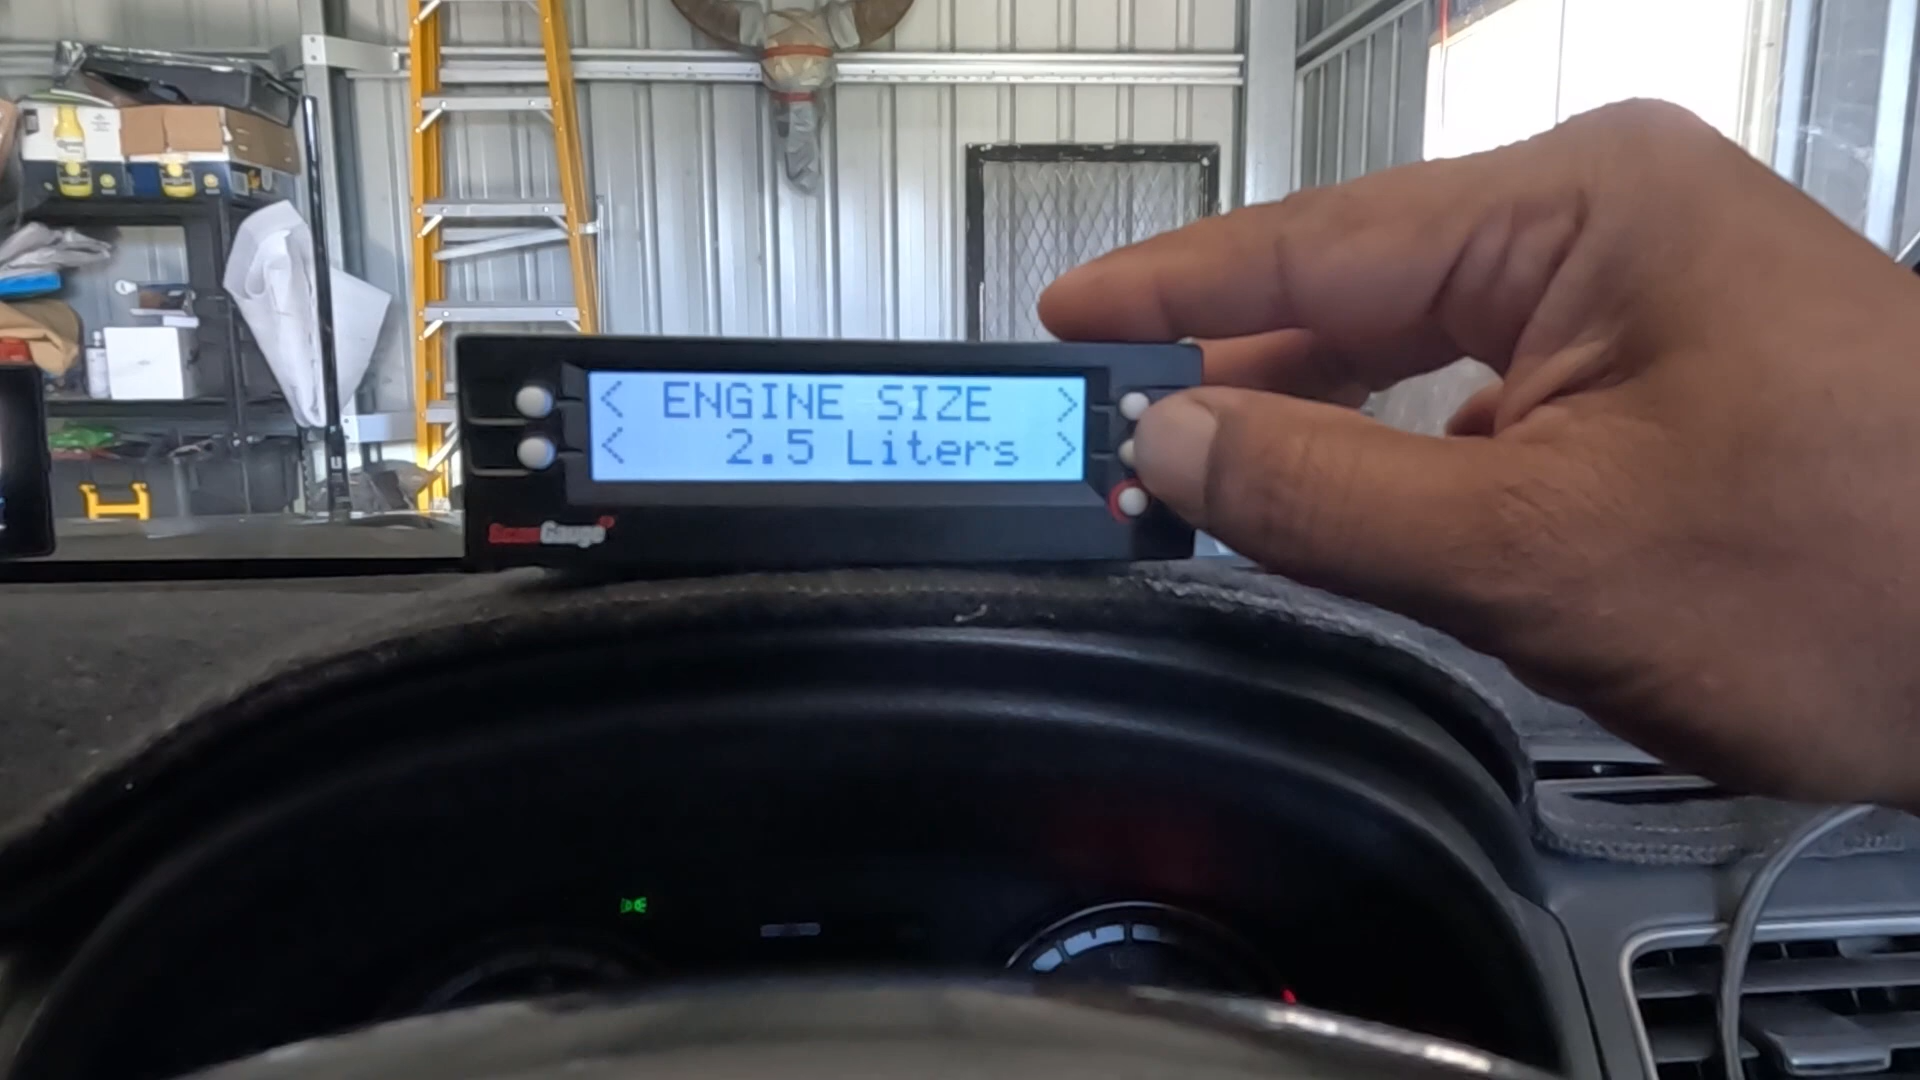 < ENGINE SIZE >
< 2.5 Liters >
ScanGauge